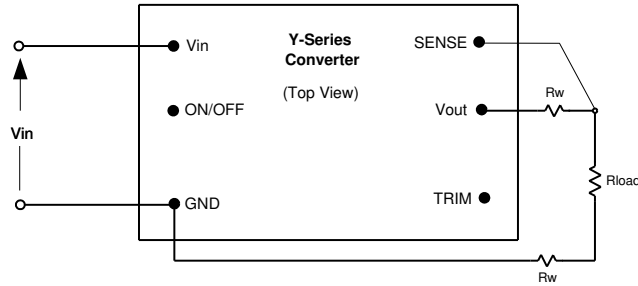 Y-Series
Converter
(Top View)
Vin
ON/OFF
GND
SENSE
Vout
TRIM
Vin
Rw
Rload
Rw